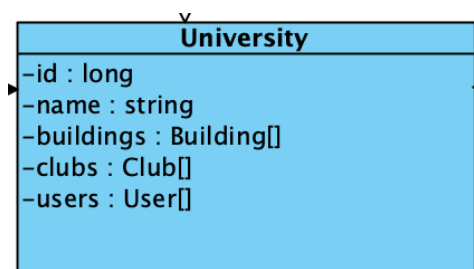 University
-id : long
-name : string
-buildings : Building[]
-clubs : Club[]
-users : User[]